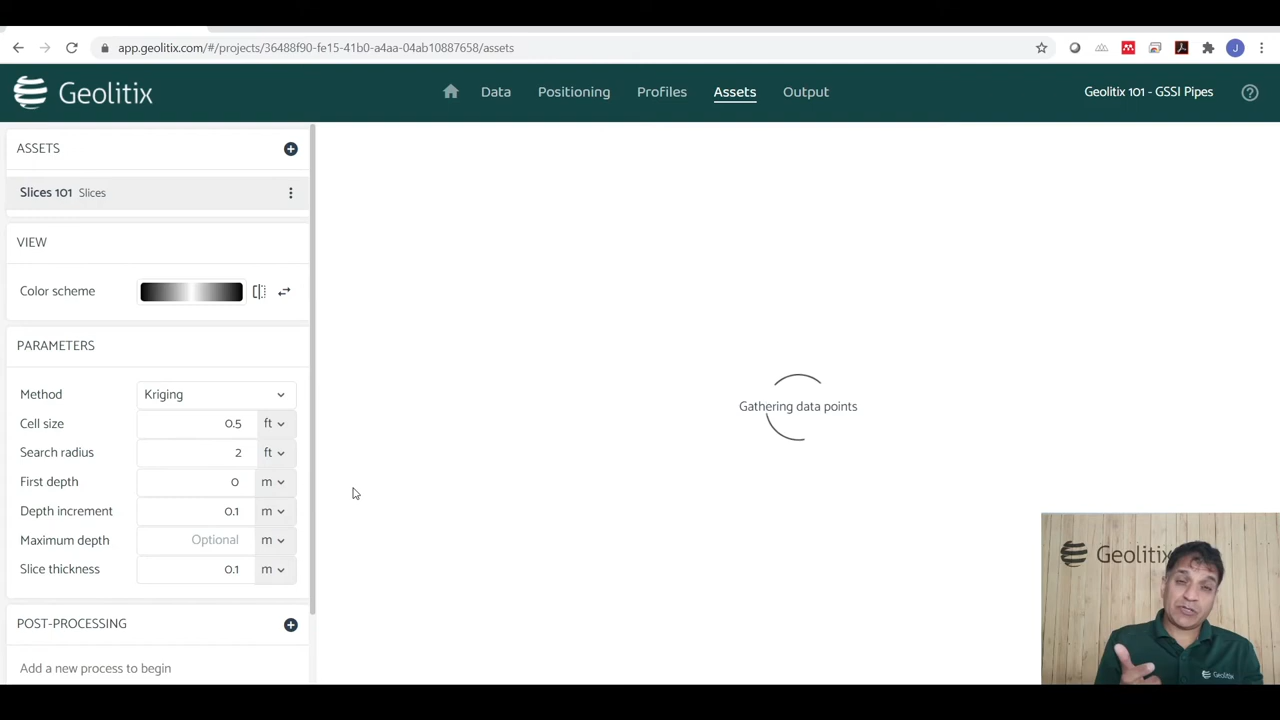 app.geolitix.com/#/projects/36488f90-fe15-41b0-a4aa-04ab10887658/assets
J
Geolitix
Data
Positioning
Profiles
Assets
Output
Geolitix 101 - GSSI Pipes
ASSETS
Slices 101 Slices
VIEW
Color scheme
PARAMETERS
Method Kriging
Cell size 0.5 ft
Search radius 2 ft
First depth 0 m
Depth increment 0.1 m
Maximum depth Optional m
Slice thickness 0.1 m
POST-PROCESSING
Add a new process to begin
Gathering data points
Geolitix
Geolitix